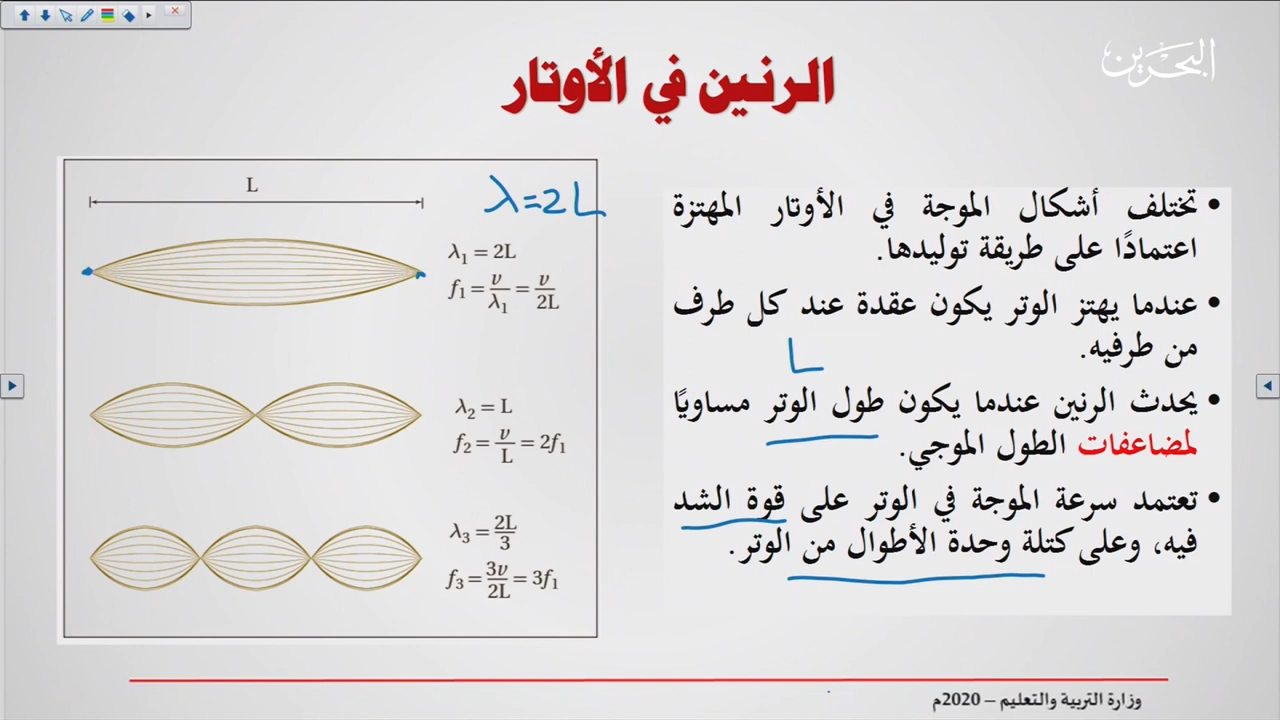 البحرين
الرنين في الأوتار
• تختلف أشكال الموجة في الأوتار المهتزة
اعتمادًا على طريقة توليدها.
• عندما يهتز الوتر يكون عقدة عند كل طرف
من طرفيه.
L
• يحدث الرنين عندما يكون طول الوتر مساويًا
لمضاعفات الطول الموجي.
• تعتمد سرعة الموجة في الوتر على قوة الشد
فيه، وعلى كتلة وحدة الأطوال من الوتر.
L
λ=2L
λ₁ = 2L
f₁ = v/λ₁ = v/2L
λ₂ = L
f₂ = v/L = 2f₁
λ₃ = 2L/3
f₃ = 3v/2L = 3f₁
وزارة التربية والتعليم – 2020م